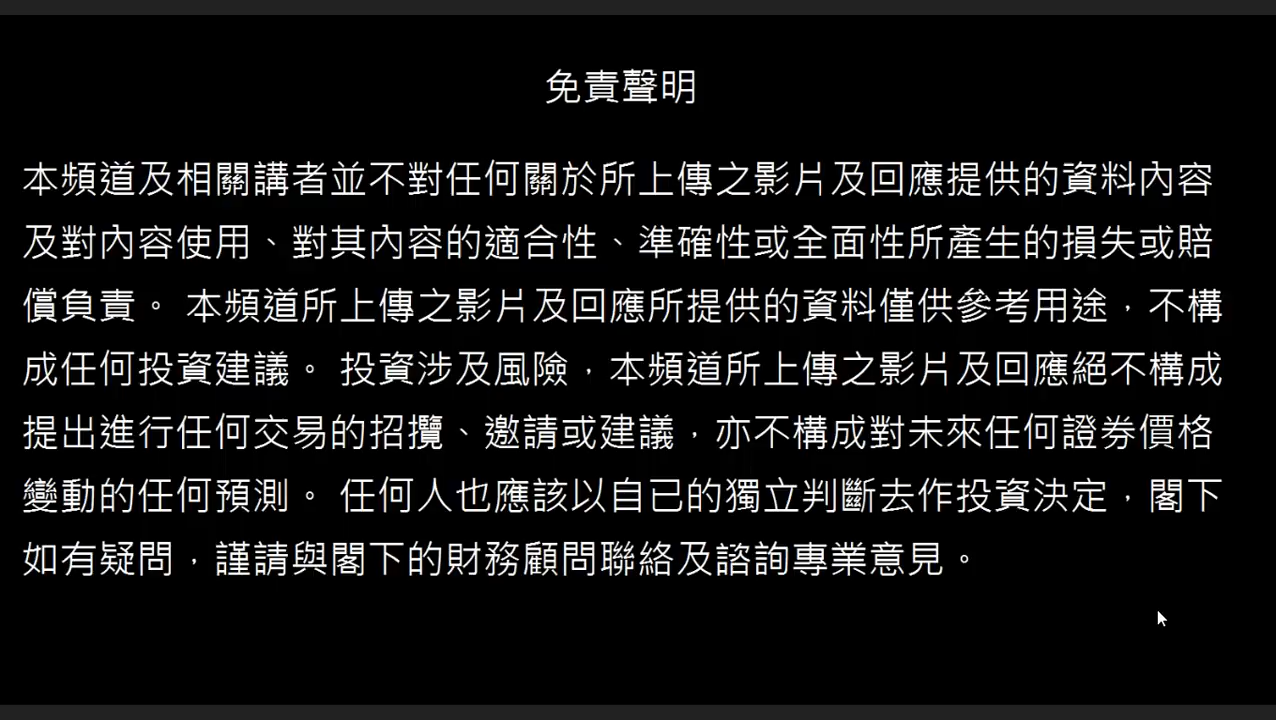 免責聲明
本頻道及相關講者並不對任何關於所上傳之影片及回應提供的資料內容
及對內容使用、對其內容的適合性、準確性或全面性所產生的損失或賠
償負責。 本頻道所上傳之影片及回應所提供的資料僅供參考用途，不構
成任何投資建議。 投資涉及風險，本頻道所上傳之影片及回應絕不構成
提出進行任何交易的招攬、邀請或建議，亦不構成對未來任何證券價格
變動的任何預測。 任何人也應該以自已的獨立判斷去作投資決定，閣下
如有疑問，謹請與閣下的財務顧問聯絡及諮詢專業意見。